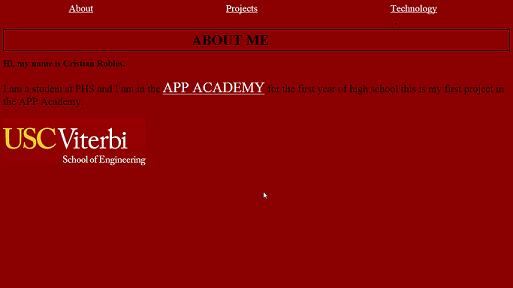 About Projects Technology
ABOUT ME
Hi, my name is Cristian Robles.
I am a student at PHS and I am in the APP ACADEMY for the first year of high school this is my first project in
the APP Academy.
USC Viterbi
School of Engineering